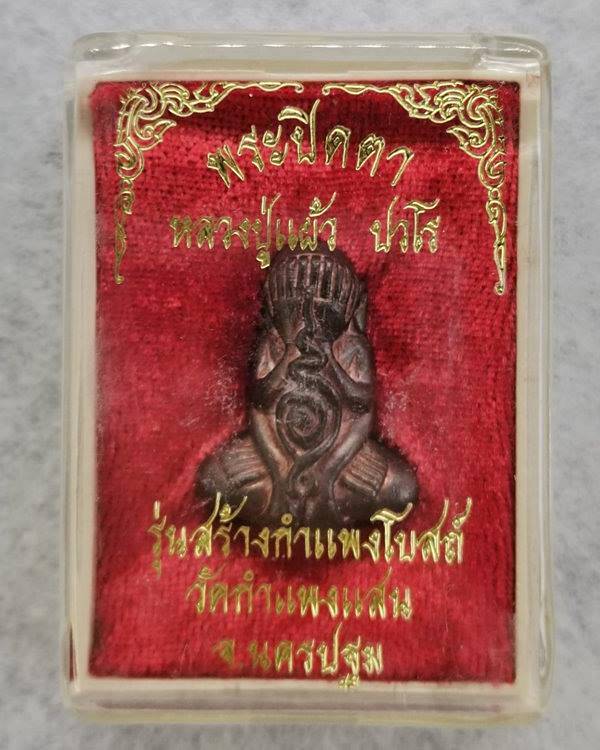 พระปิดตา
หลวงปู่แผ้ว ปวโร
รุ่นสร้างกำแพงโบสถ์
วัดกำแพงแสน
จ.นครปฐม